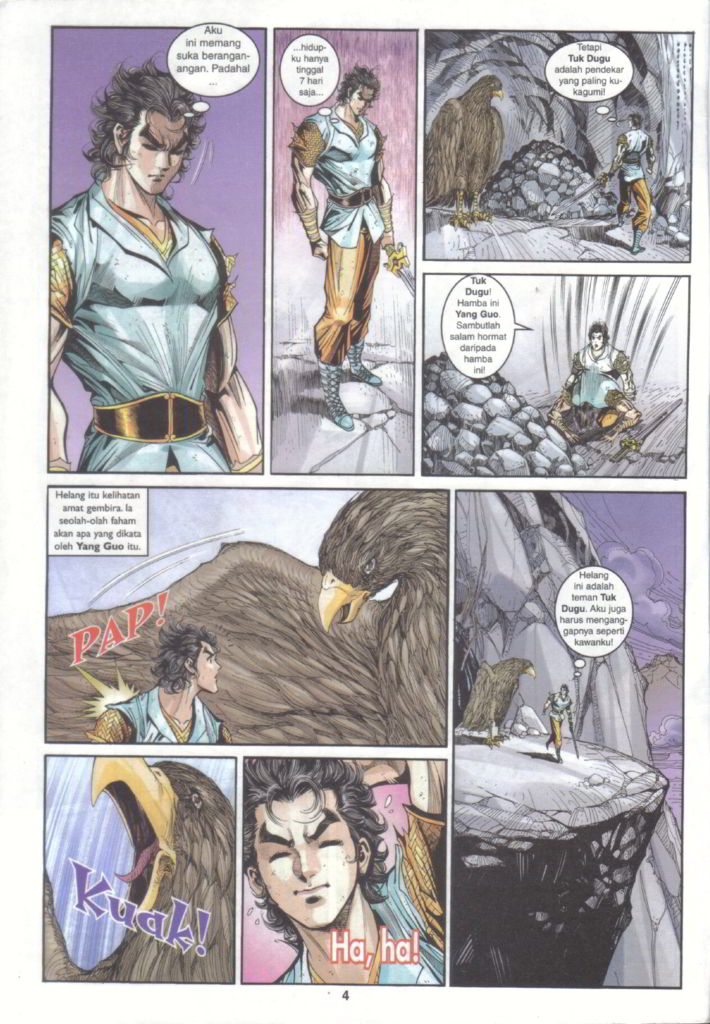 Aku
ini memang
suka berangan-
angan. Padahal
...
...hidup-
ku hanya
tinggal
7 hari
saja...
Tetapi
Tuk Dugu
adalah pendekar
yang paling ku-
kagumi!
Tuk
Dugu!
Hamba ini
Yang Guo.
Sambutlah
salam hormat
daripada
hamba
ini!
Helang itu kelihatan
amat gembira. Ia
seolah-olah faham
akan apa yang dikata
oleh Yang Guo itu.
PAP!
Helang
ini adalah
teman Tuk
Dugu. Aku juga
harus mengang-
gapnya seperti
kawanku!
Kuak!
Ha, ha!
4